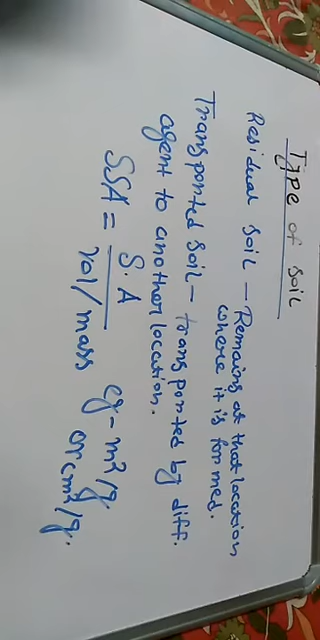 Type of Soil
Residual Soil - Remains at that location
where it is formed.
Transported Soil - transported by diff.
agent to another location.
SSA = S.A / vol/mass eg - m²/g
or cm²/g.